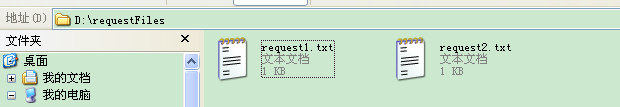 地址(D) D:\requestFiles
文件夹
桌面
我的文档
我的电脑
request1.txt
文本文档
1 KB
request2.txt
文本文档
1 KB